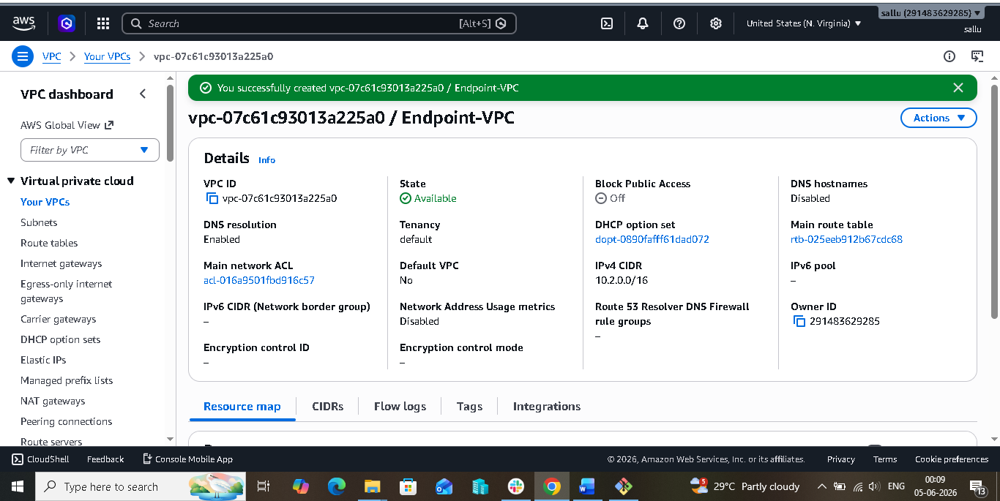 aws
Search [Alt+S]
United States (N. Virginia)
sallu (291483629285)
sallu
VPC
Your VPCs
vpc-07c61c93013a225a0
VPC dashboard
AWS Global View
Filter by VPC
Virtual private cloud
Your VPCs
Subnets
Route tables
Internet gateways
Egress-only internet
gateways
Carrier gateways
DHCP option sets
Elastic IPs
Managed prefix lists
NAT gateways
Peering connections
Route servers
You successfully created vpc-07c61c93013a225a0 / Endpoint-VPC
vpc-07c61c93013a225a0 / Endpoint-VPC
Actions
Details Info
VPC ID
vpc-07c61c93013a225a0
State
Available
Block Public Access
Off
DNS hostnames
Disabled
DNS resolution
Enabled
Tenancy
default
DHCP option set
dopt-0890fafff61dad072
Main route table
rtb-025eeb912b67cdc68
Main network ACL
acl-016a9501fbd916c57
Default VPC
No
IPv4 CIDR
10.2.0.0/16
IPv6 pool
–
IPv6 CIDR (Network border group)
–
Network Address Usage metrics
Disabled
Route 53 Resolver DNS Firewall
rule groups
–
Owner ID
291483629285
Encryption control ID
–
Encryption control mode
–
Resource map
CIDRs
Flow logs
Tags
Integrations
CloudShell
Feedback
Console Mobile App
© 2026, Amazon Web Services, Inc. or its affiliates.
Privacy
Terms
Cookie preferences
Type here to search
5
29°C Partly cloudy
ENG
00:09
05-06-2026
13